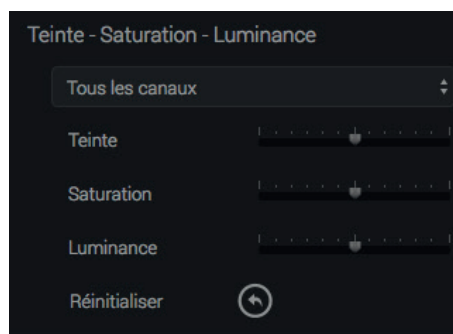 Teinte - Saturation - Luminance
Tous les canaux
Teinte
Saturation
Luminance
Réinitialiser